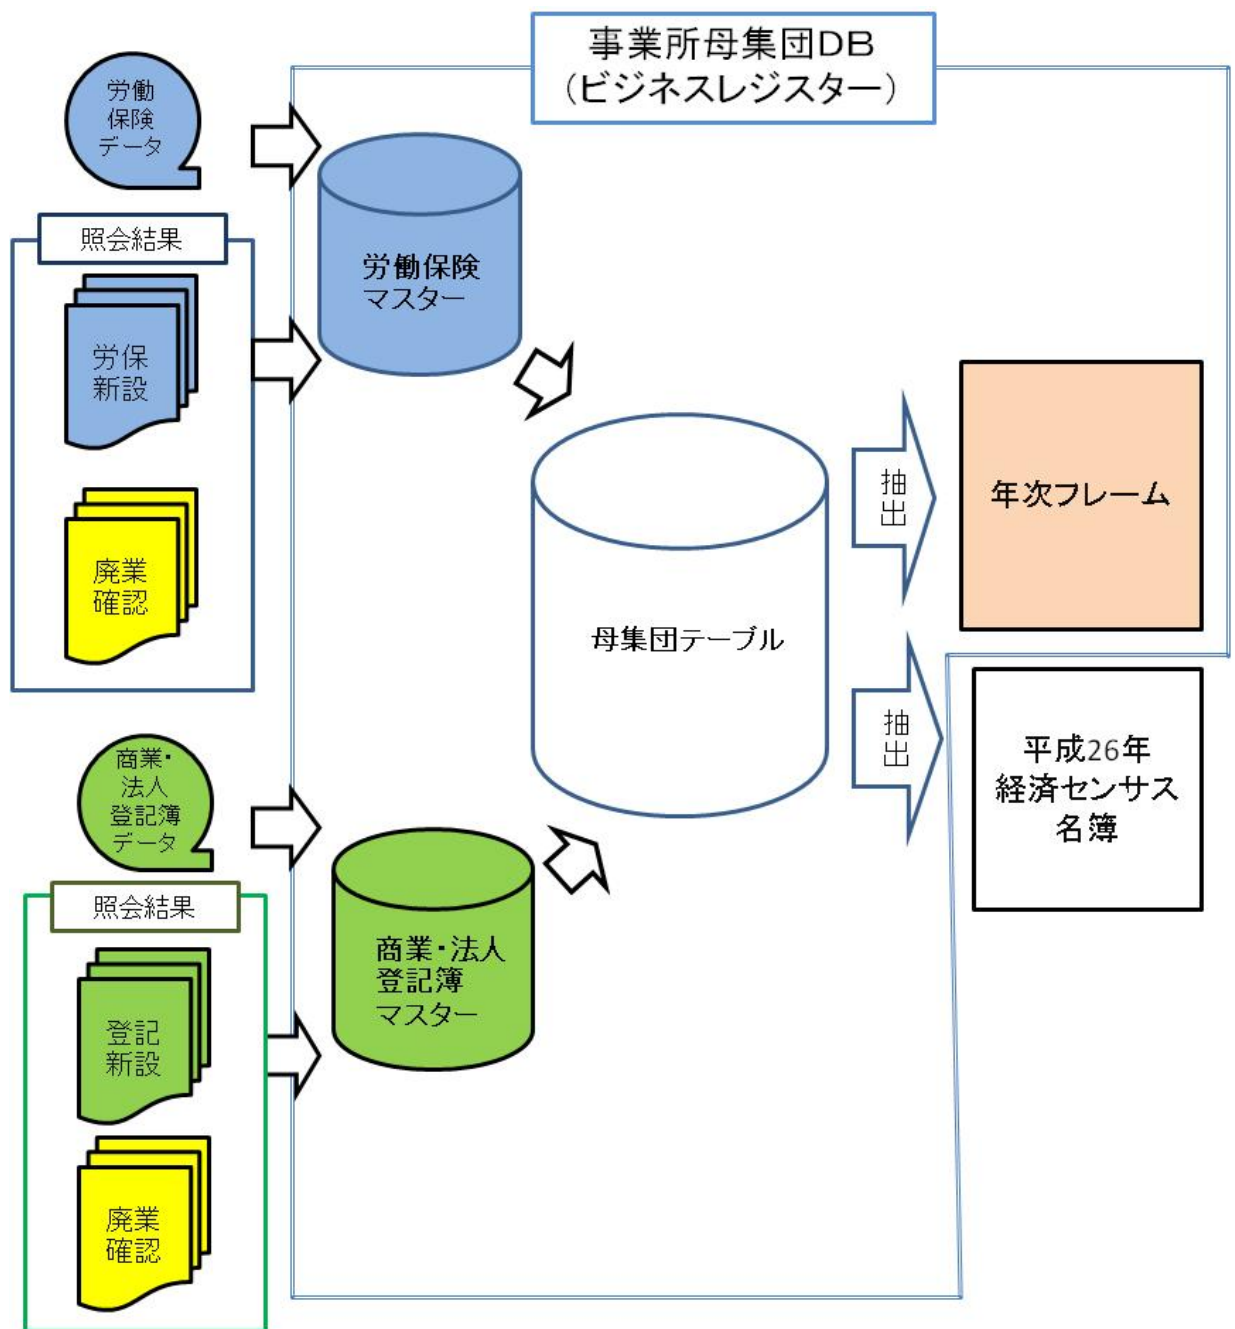 事業所母集団DB
（ビジネスレジスター）
労働
保険
データ
照会結果
労保
新設
廃業
確認
労働保険
マスター
商業・
法人
登記簿
データ
照会結果
登記
新設
廃業
確認
商業・法人
登記簿
マスター
母集団テーブル
抽
出
年次フレーム
抽
出
平成26年
経済センサス
名簿